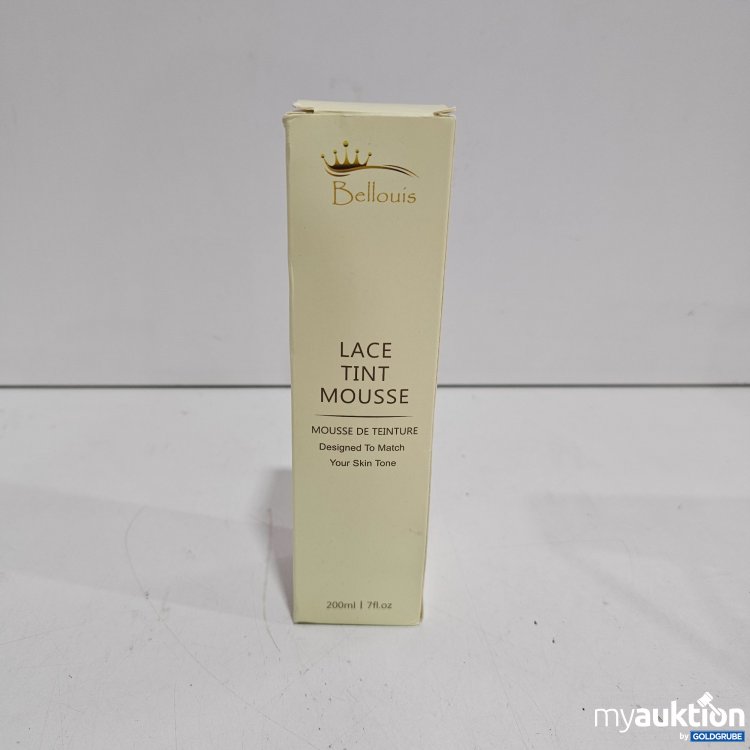 Bellouis
LACE
TINT
MOUSSE
MOUSSE DE TEINTURE
Designed To Match
Your Skin Tone
200ml | 7fl.oz
myauktion
by GOLDGRUBE